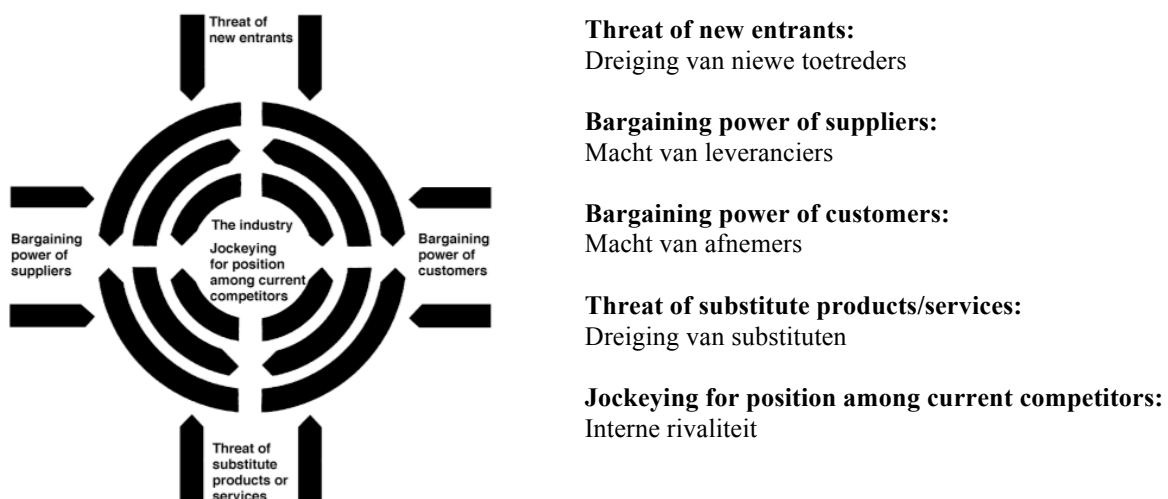 Threat of
new entrants
Bargaining
power of
suppliers
The industry
Jockeying
for position
among current
competitors
Bargaining
power of
customers
Threat of
substitute
products or
services
Threat of new entrants:
Dreiging van niewe toetreders
Bargaining power of suppliers:
Macht van leveranciers
Bargaining power of customers:
Macht van afnemers
Threat of substitute products/services:
Dreiging van substituten
Jockeying for position among current competitors:
Interne rivaliteit